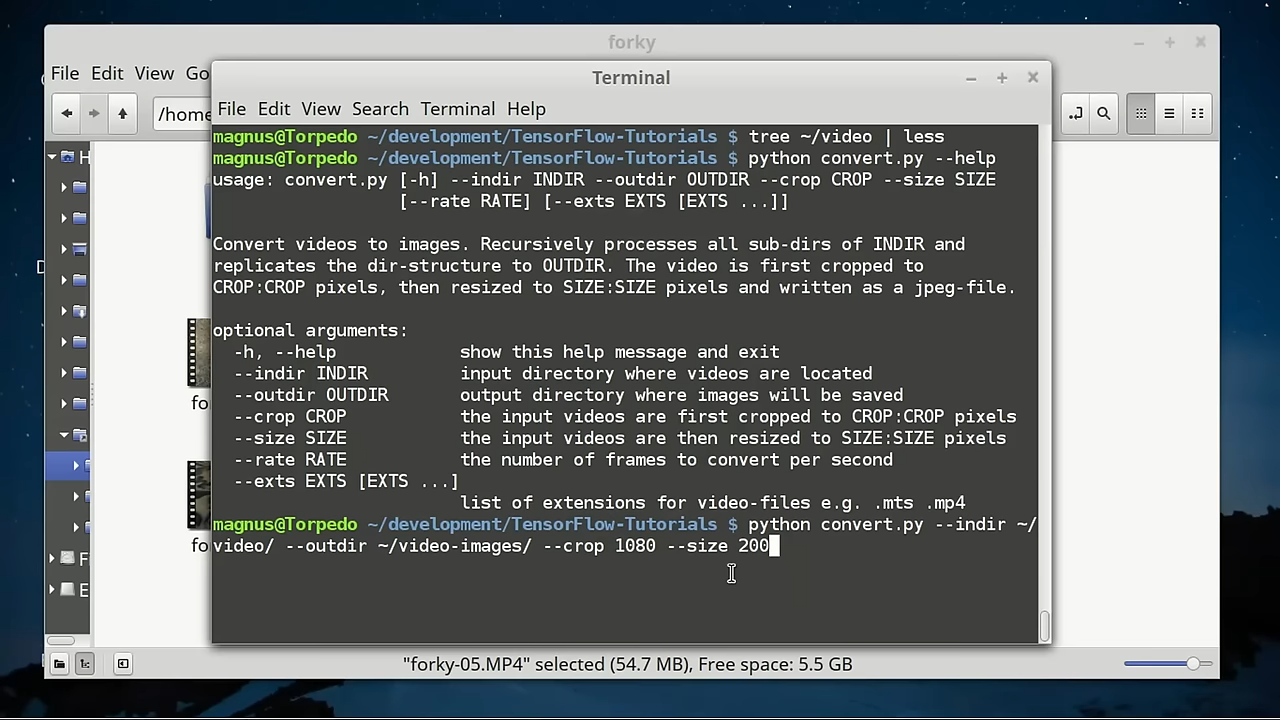 forky
File Edit View Go
/home
Terminal
File Edit View Search Terminal Help
magnus@Torpedo ~/development/TensorFlow-Tutorials $ tree ~/video | less
magnus@Torpedo ~/development/TensorFlow-Tutorials $ python convert.py --help
usage: convert.py [-h] --indir INDIR --outdir OUTDIR --crop CROP --size SIZE
[--rate RATE] [--exts EXTS [EXTS ...]]
Convert videos to images. Recursively processes all sub-dirs of INDIR and
replicates the dir-structure to OUTDIR. The video is first cropped to
CROP:CROP pixels, then resized to SIZE:SIZE pixels and written as a jpeg-file.
optional arguments:
-h, --help show this help message and exit
--indir INDIR input directory where videos are located
--outdir OUTDIR output directory where images will be saved
--crop CROP the input videos are first cropped to CROP:CROP pixels
--size SIZE the input videos are then resized to SIZE:SIZE pixels
--rate RATE the number of frames to convert per second
--exts EXTS [EXTS ...]
list of extensions for video-files e.g. .mts .mp4
magnus@Torpedo ~/development/TensorFlow-Tutorials $ python convert.py --indir ~/
video/ --outdir ~/video-images/ --crop 1080 --size 200
"forky-05.MP4" selected (54.7 MB), Free space: 5.5 GB